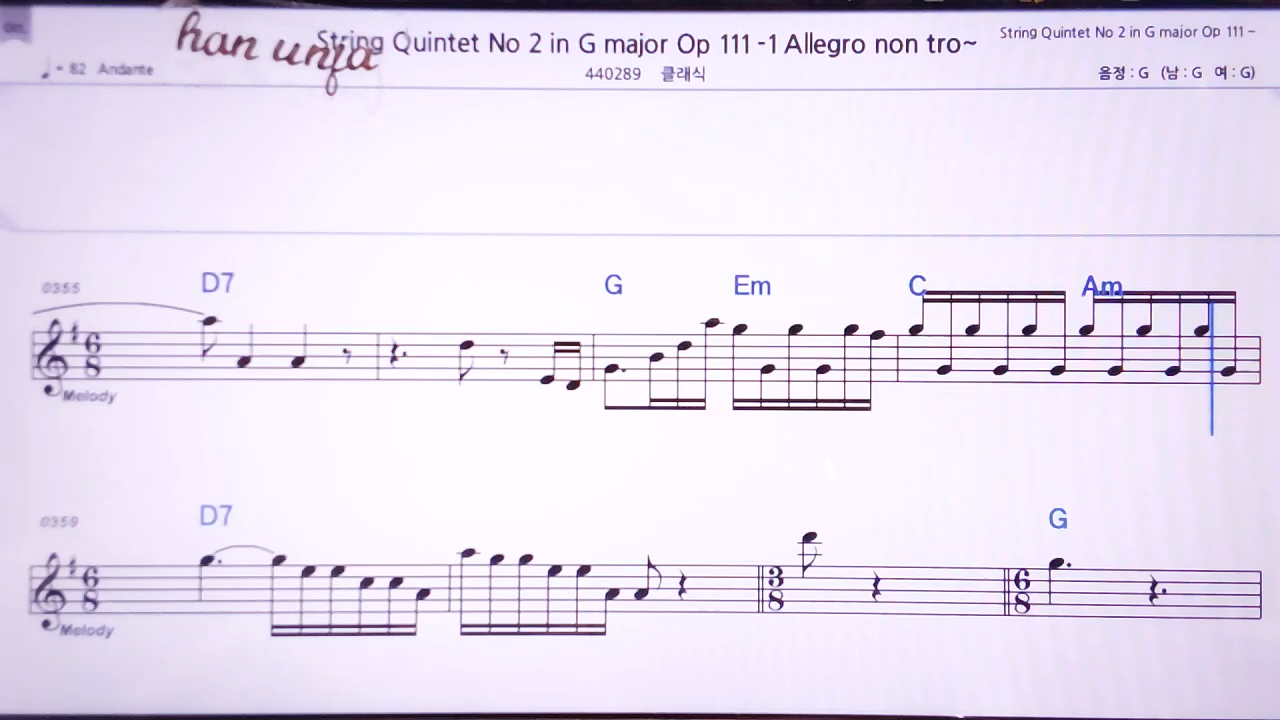 han unfa
String Quintet No 2 in G major Op 111 -1 Allegro non tro~
String Quintet No 2 in G major Op 111 –
♩= 82 Andante
440289 클래식
음정 : G (남 : G 여 : G)
0355 D7 G Em C Am
6 8
Melody
0359 D7 G
6 8 3 8 6 8
Melody